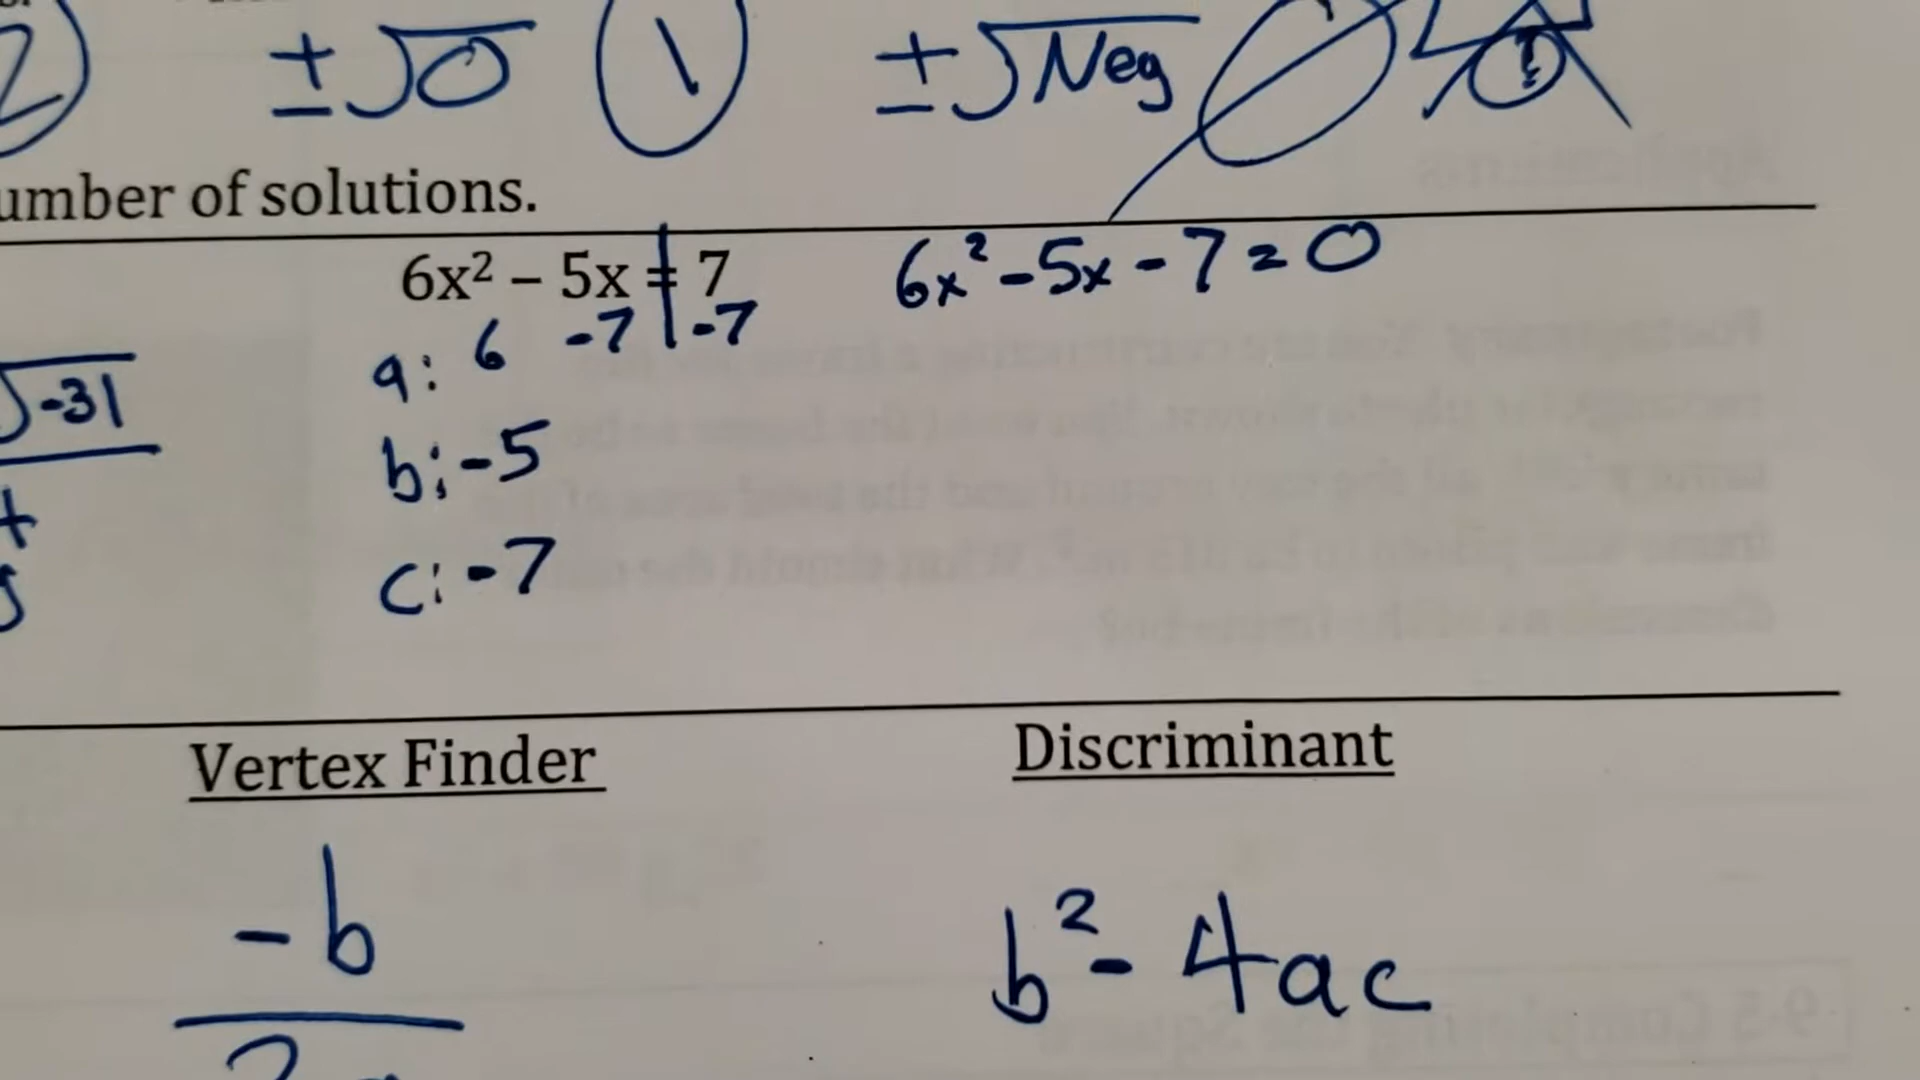 2 ±√0 1 ±√Neg
umber of solutions.
6x² – 5x = 7 6x² - 5x - 7 = 0
-7 | -7
a: 6
√-31
b: -5
c: -7
Vertex Finder Discriminant
-b
b² - 4ac
2